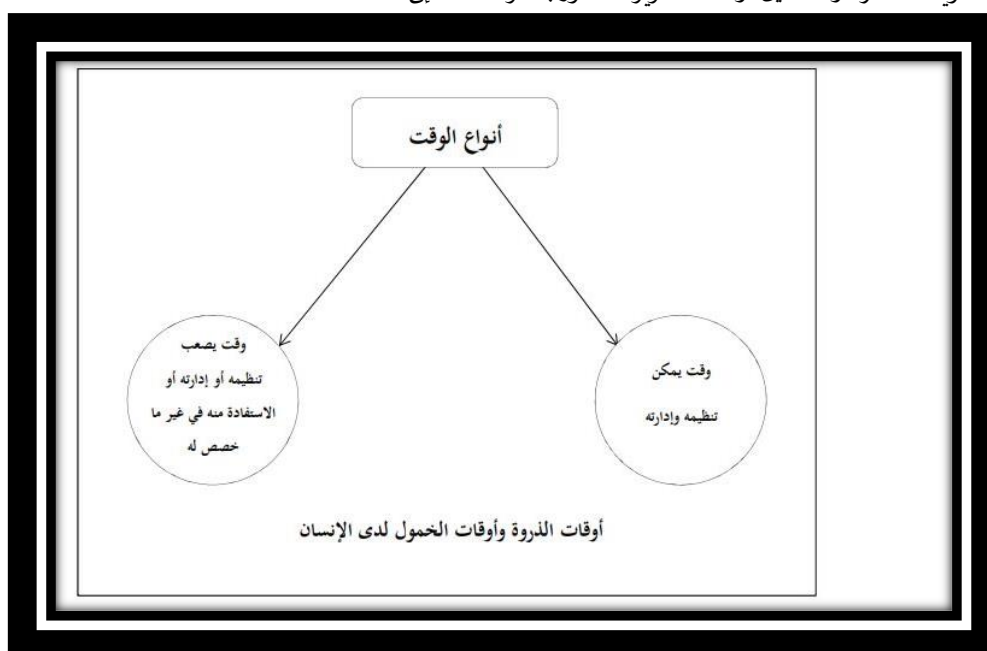 أنواع الوقت
وقت يمكن
تنظيمه وإدارته
وقت يصعب
تنظيمه أو إدارته أو
الاستفادة منه في غير ما
خصص له
أوقات الذروة وأوقات الخمول لدى الإنسان